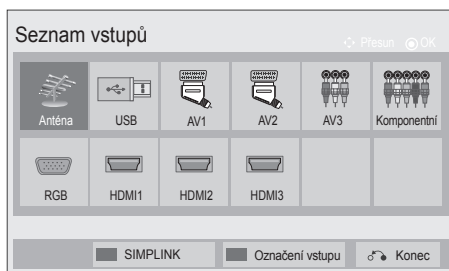 Seznam vstupů
Přesun OK
Anténa USB AV1 AV2 AV3 Komponentní
RGB HDMI1 HDMI2 HDMI3
SIMPLINK Označení vstupu Konec